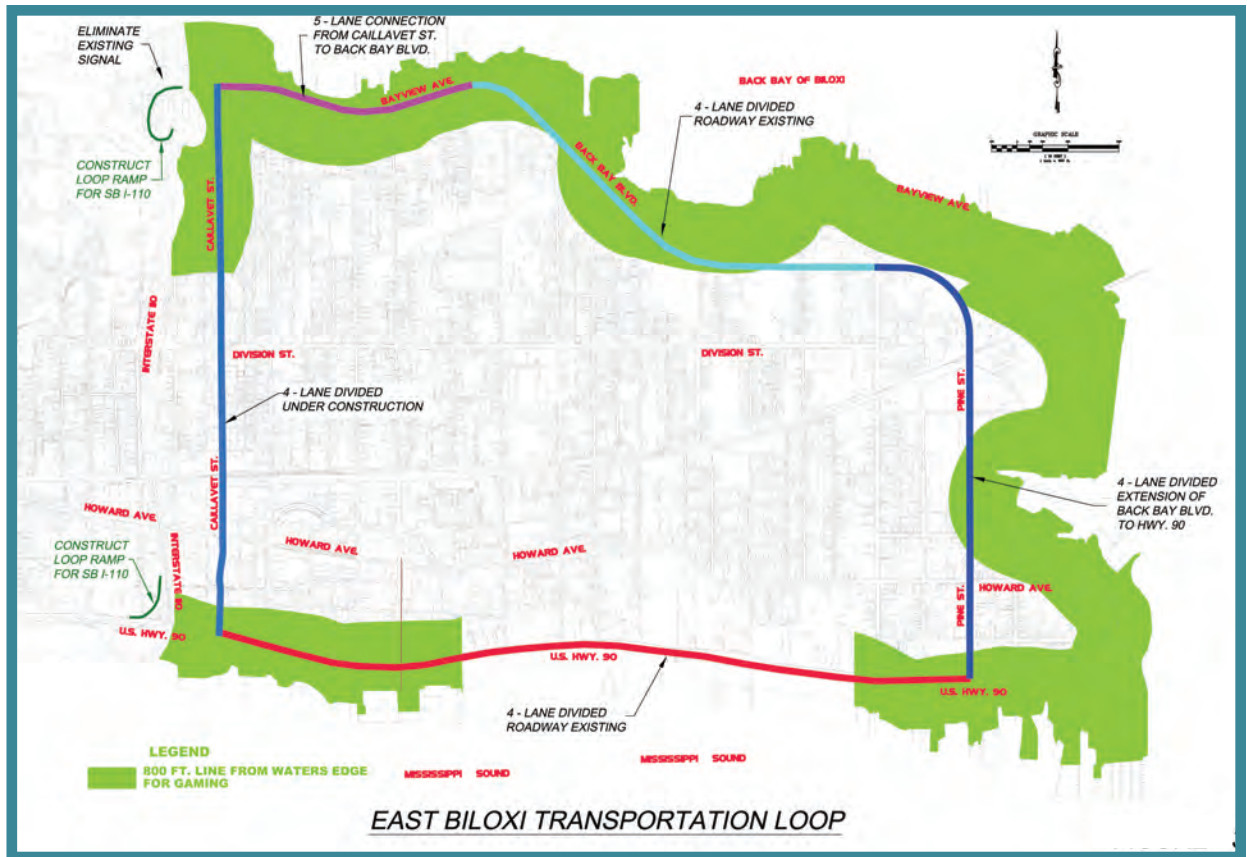 ELIMINATE
EXISTING
SIGNAL
5 - LANE CONNECTION
FROM CAILLAVET ST.
TO BACK BAY BLVD.
BAYVIEW AVE.
BACK BAY OF BILOXI
4 - LANE DIVIDED
ROADWAY EXISTING
GRAPHIC SCALE
CONSTRUCT
LOOP RAMP
FOR SB I-110
CAILLAVET ST.
BACK BAY BLVD.
BAYVIEW AVE.
INTERSTATE 110
DIVISION ST.
DIVISION ST.
4 - LANE DIVIDED
UNDER CONSTRUCTION
PINE ST.
CAILLAVET ST.
4 - LANE DIVIDED
EXTENSION OF
BACK BAY BLVD.
TO HWY. 90
HOWARD AVE.
HOWARD AVE.
HOWARD AVE.
CONSTRUCT
LOOP RAMP
FOR SB I-110
INTERSTATE 110
PINE ST.
HOWARD AVE.
U.S. HWY. 90
U.S. HWY. 90
U.S. HWY. 90
4 - LANE DIVIDED
ROADWAY EXISTING
LEGEND
800 FT. LINE FROM WATERS EDGE
FOR GAMING
MISSISSIPPI SOUND
MISSISSIPPI SOUND
EAST BILOXI TRANSPORTATION LOOP